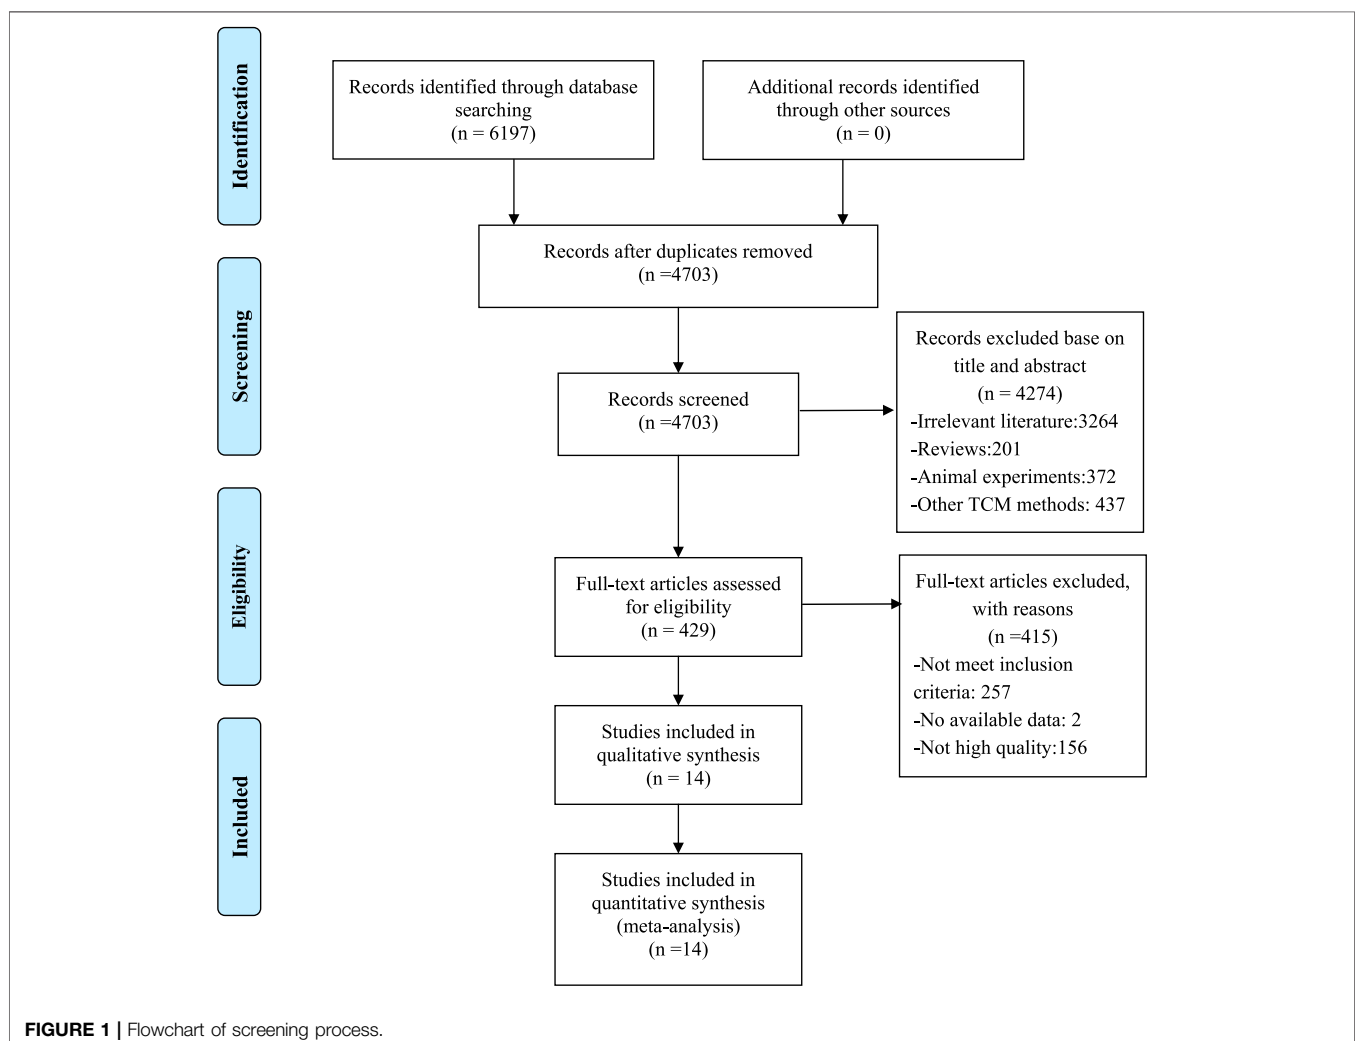 Identification
Records identified through database
searching
(n = 6197)
Additional records identified
through other sources
(n = 0)
Records after duplicates removed
(n =4703)
Screening
Records screened
(n =4703)
Records excluded base on
title and abstract
(n = 4274)
-Irrelevant literature:3264
-Reviews:201
-Animal experiments:372
-Other TCM methods: 437
Eligibility
Full-text articles assessed
for eligibility
(n = 429)
Full-text articles excluded,
with reasons
(n =415)
-Not meet inclusion
criteria: 257
-No available data: 2
-Not high quality:156
Included
Studies included in
qualitative synthesis
(n = 14)
Studies included in
quantitative synthesis
(meta-analysis)
(n =14)
FIGURE 1 | Flowchart of screening process.